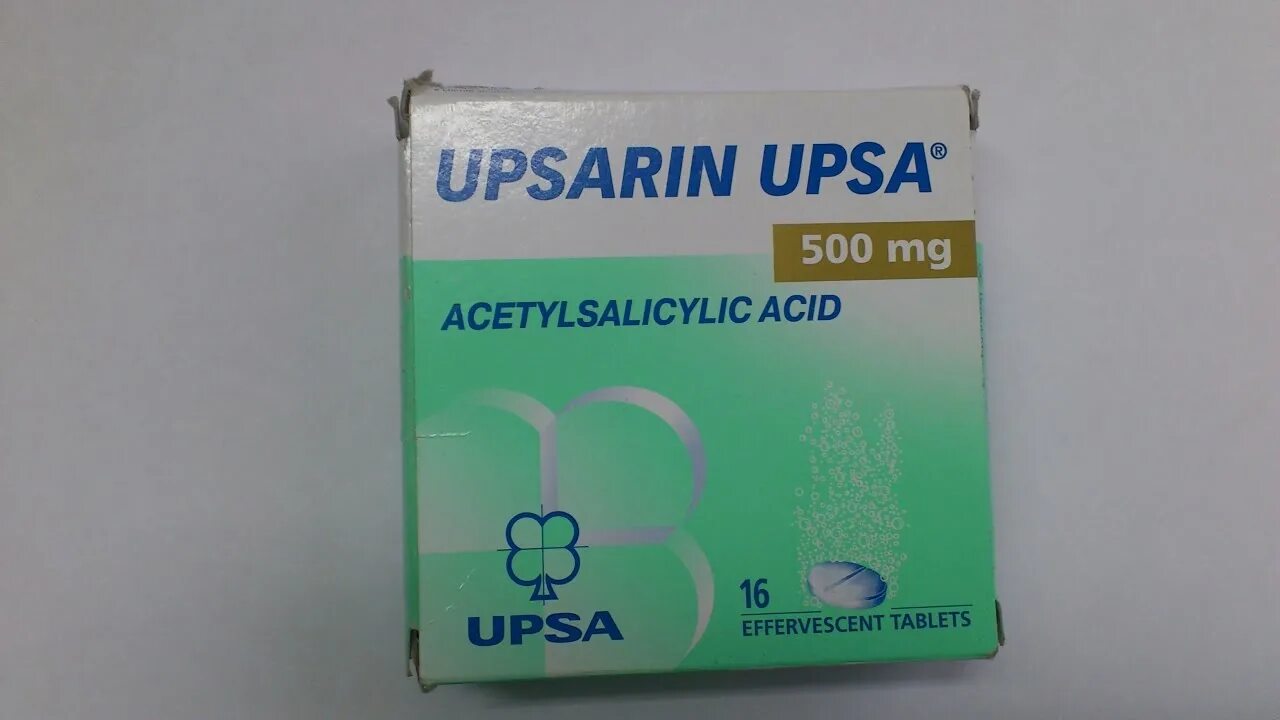 UPSARIN UPSA®
500 mg
ACETYLSALICYLIC ACID
16
EFFERVESCENT TABLETS
UPSA